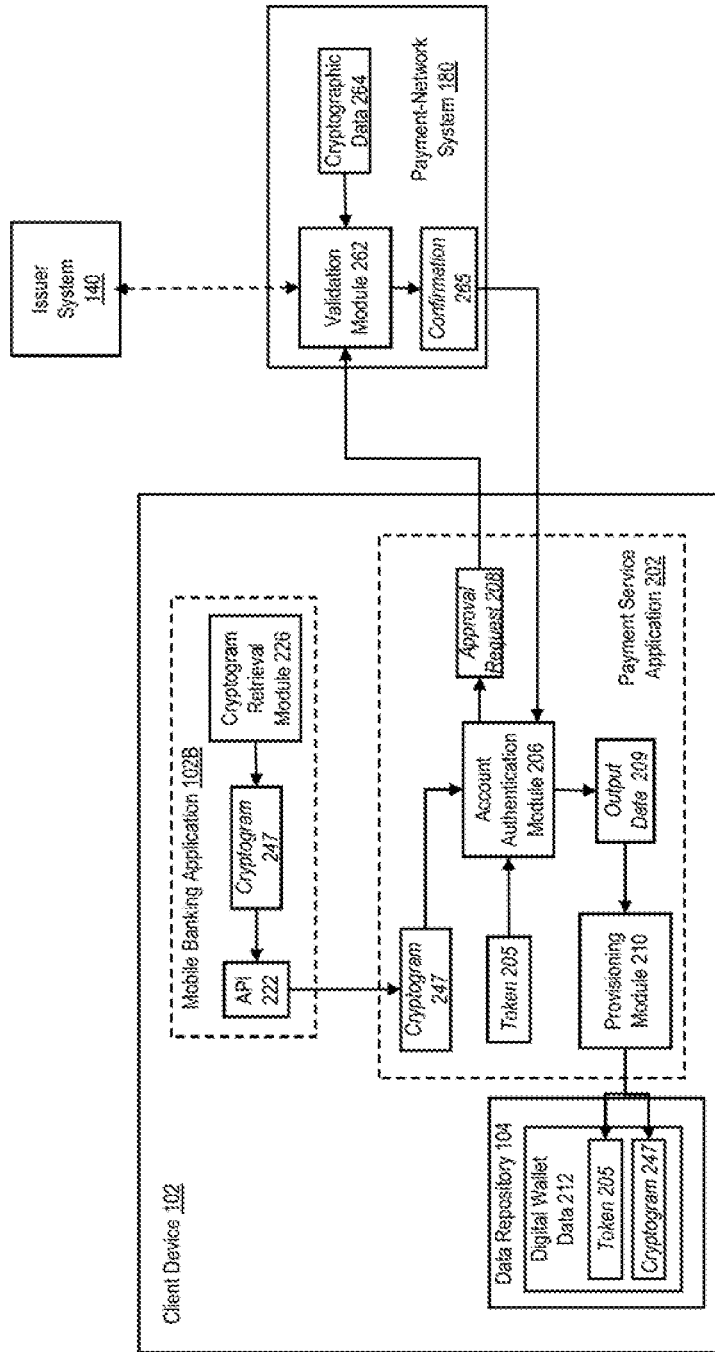 Client Device 102
Mobile Banking Application 102B
API
222
Cryptogram
247
Cryptogram
Retrieval
Module 226
Cryptogram
247
Token 205
Account
Authentication
Module 206
Approval
Request 208
Provisioning
Module 210
Output
Data 209
Payment Service
Application 202
Data Repository 104
Digital Wallet
Data 212
Token 205
Cryptogram 247
Issuer
System
140
Validation
Module 262
Cryptographic
Data 264
Confirmation
265
Payment-Network
System 180